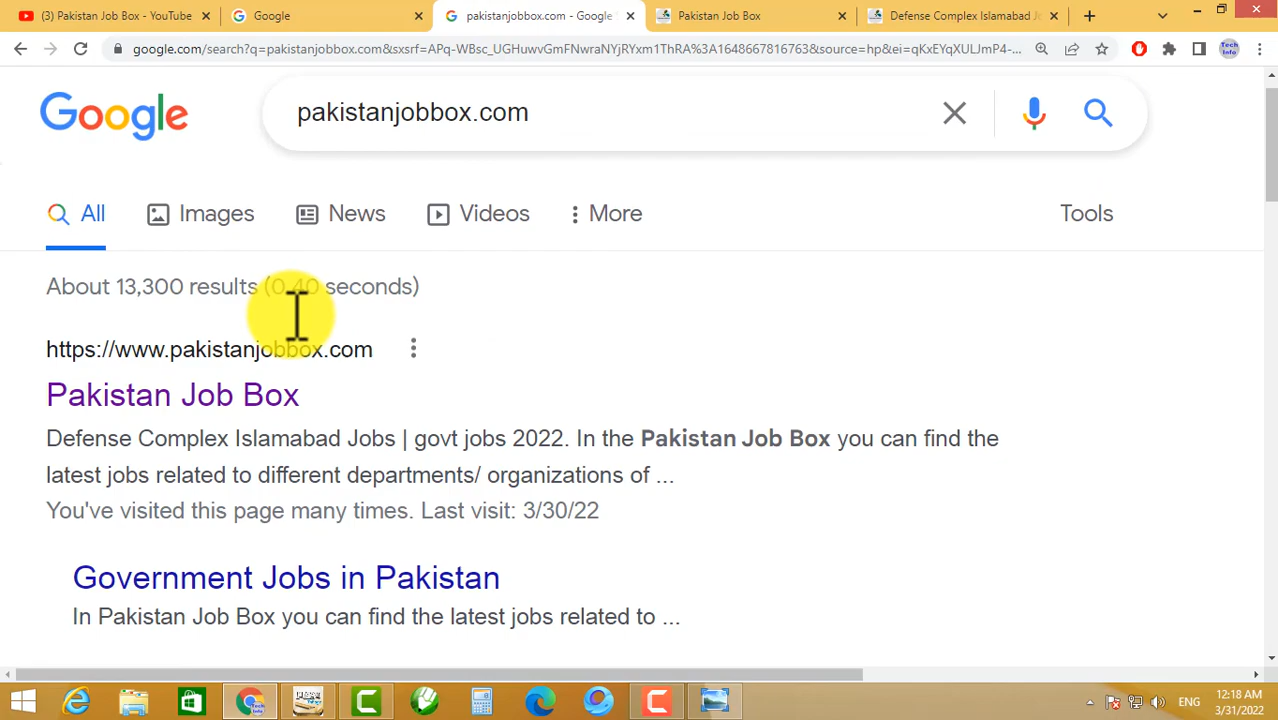 (3) Pakistan Job Box - YouTube
Google
pakistanjobbox.com - Google
Pakistan Job Box
Defense Complex Islamabad J
google.com/search?q=pakistanjobbox.com&sxsrf=APq-WBsc_UGHuwvGmFNwraNYjRYxm1ThRA%3A1648667816763&source=hp&ei=qKxEYqXULJmP4-...
Tech
Info
Google
pakistanjobbox.com
All
Images
News
Videos
More
Tools
About 13,300 results (0.40 seconds)
https://www.pakistanjobbox.com
Pakistan Job Box
Defense Complex Islamabad Jobs | govt jobs 2022. In the Pakistan Job Box you can find the
latest jobs related to different departments/ organizations of ...
You've visited this page many times. Last visit: 3/30/22
Government Jobs in Pakistan
In Pakistan Job Box you can find the latest jobs related to ...
ENG
12:18 AM
3/31/2022